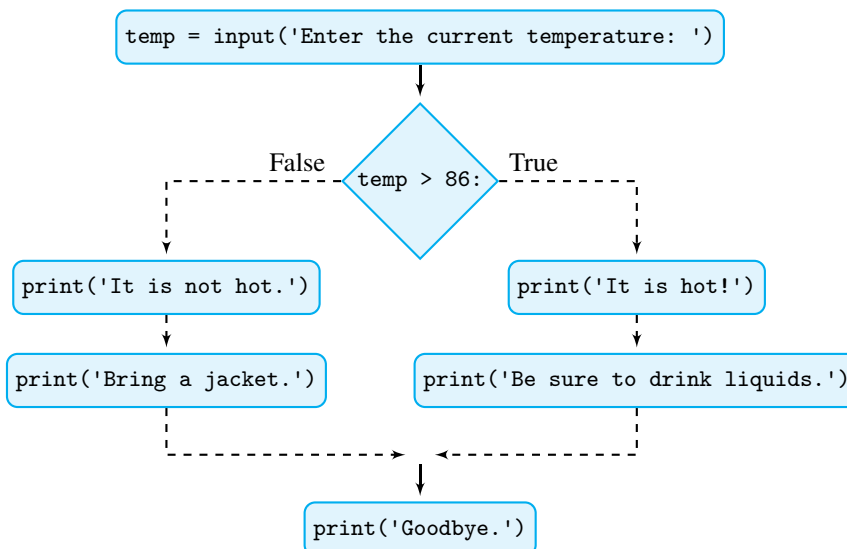 temp = input('Enter the current temperature: ')
False
True
temp > 86:
print('It is not hot.')
print('It is hot!')
print('Bring a jacket.')
print('Be sure to drink liquids.')
print('Goodbye.')